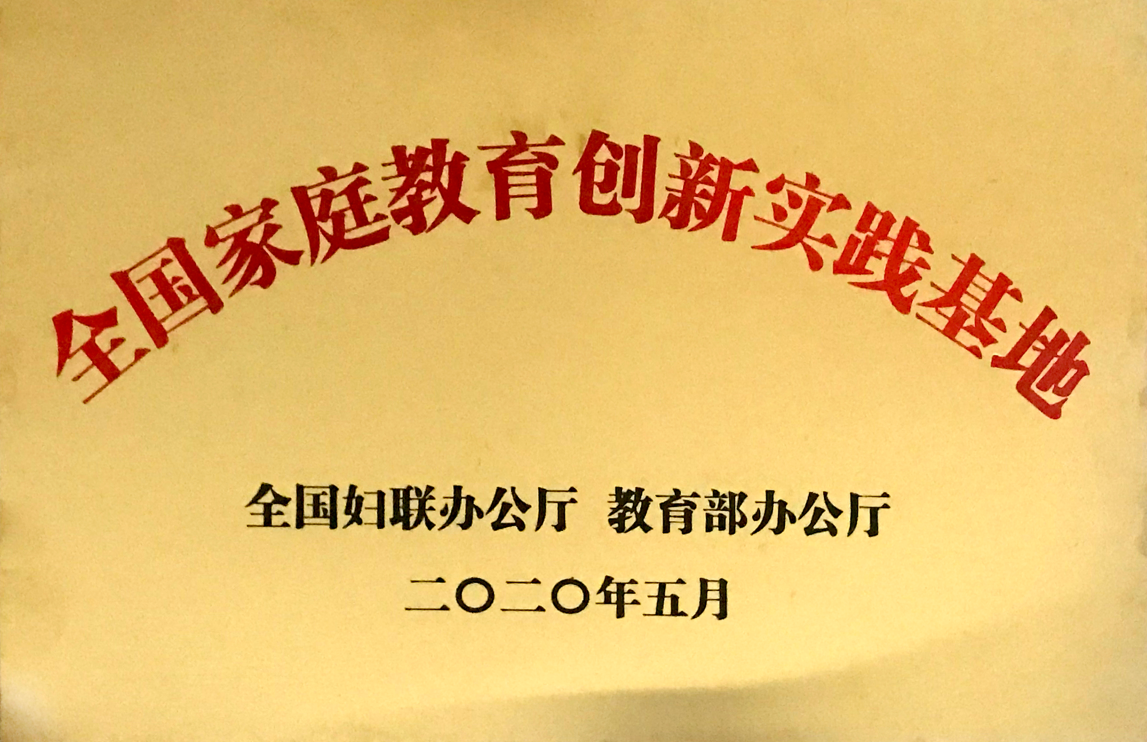 全国家庭教育创新实践基地
全国妇联办公厅 教育部办公厅
二〇二〇年五月